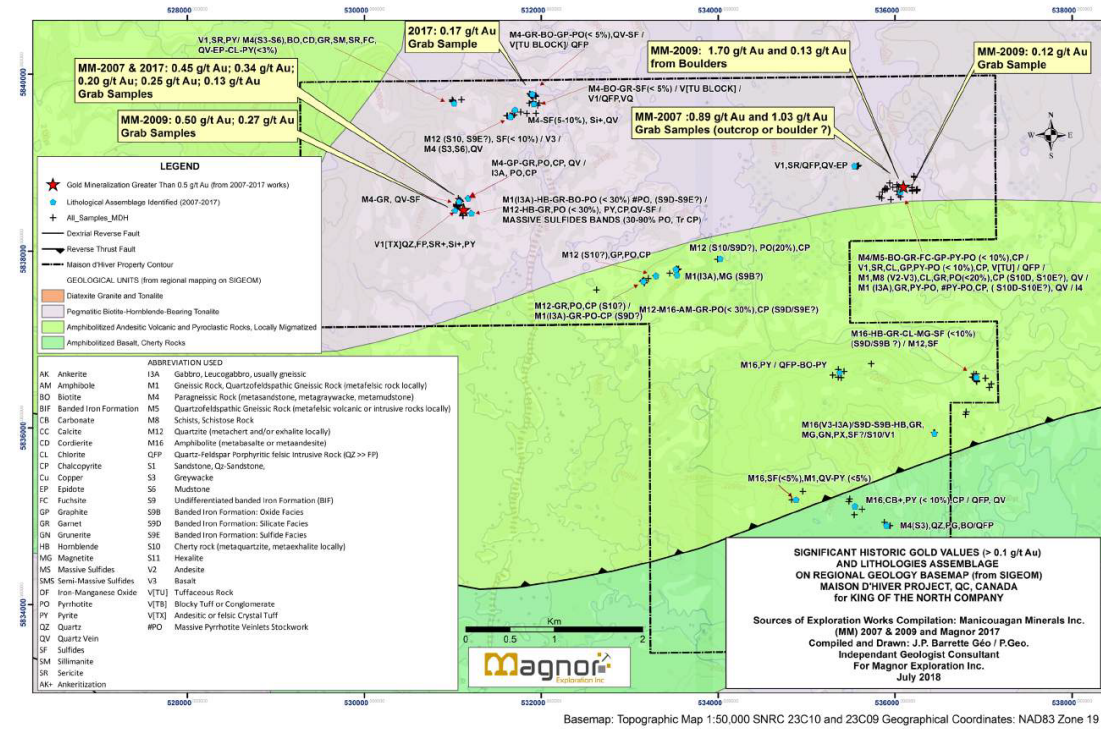 528000
530000
532000
534000
536000
538000
5840000
5838000
5836000
5834000
V1,SR,PY/ M4(S3-S6),BO,CD,GR,SM,SR,FC,
QV-EP-CL-PY(<3%)
2017: 0.17 g/t Au
Grab Sample
M4-GR-BO-GP-PO(< 5%),QV-SF /
V[TU BLOCK]/ QFP
MM-2009: 1.70 g/t Au and 0.13 g/t Au
from Boulders
MM-2009: 0.12 g/t Au
Grab Sample
MM-2007 & 2017: 0.45 g/t Au; 0.34 g/t Au;
0.20 g/t Au; 0.25 g/t Au; 0.13 g/t Au
Grab Samples
M4-BO-GR-SF(< 5%) / V[TU BLOCK] /
V1/QFP,VQ
MM-2009: 0.50 g/t Au; 0.27 g/t Au
Grab Samples
M4-SF(5-10%), Si+,QV
MM-2007 :0.89 g/t Au and 1.03 g/t Au
Grab Samples (outcrop or boulder ?)
M12 (S10, S9E?), SF(< 10%) / V3 /
M4 (S3,S6),QV
N
W
E
S
M4-GP-GR,PO,CP, QV /
I3A, PO,CP
V1,SR/QFP,QV-EP
M4-GR, QV-SF
M1(I3A)-HB-GR-BO-PO (< 30%) #PO, (S9D-S9E?) /
M12-HB-GR,PO (< 30%), PY,CP,QV-SF /
MASSIVE SULFIDES BANDS (30-90% PO, Tr CP)
V1[TX]QZ,FP,SR+,Si+,PY
M12 (S10?),GP,PO,CP
M12 (S10/S9D?), PO(20%),CP
M1(I3A),MG (S9B?)
M4/M5-BO-GR-FC-GP-PY-PO (< 10%),CP /
V1,SR,CL,GP,PY-PO (< 10%),CP, V[TU] / QFP /
M1,M8 (V2-V3),CL,GR,PO(<20%),CP (S10D, S10E?), QV /
M1 (I3A),GR,PY-PO, #PY-PO,CP, ( S10D-S10E?), QV / I4
M12-GR,PO,CP (S10?) /
M1(I3A)-GR-PO-CP (S9D?)
M12-M16-AM-GR-PO(< 30%),CP (S9D/S9E?)
M16-HB-GR-CL-MG-SF (<10%)
(S9D/S9B ?) / M12,SF
M16,PY / QFP-BO-PY
M16(V3-I3A)/S9D-S9B-HB,GR,
MG,GN,PX,SF?/S10/V1
M16,SF(<5%),M1,QV-PY (<5%)
M16,CB+,PY (< 10%),CP / QFP, QV
M4(S3),QZ,PG,BO/QFP
LEGEND
Gold Mineralization Greater Than 0.5 g/t Au (from 2007-2017 works)
Lithological Assemblage Identified (2007-2017)
All_Samples_MDH
Dextrial Reverse Fault
Reverse Thrust Fault
Maison d'Hiver Property Contour
GEOLOGICAL UNITS (from regional mapping on SIGEOM)
Diatexite Granite and Tonalite
Pegmatitic Biotite-Hornblende-Bearing Tonalite
Amphibolitized Andesitic Volcanic and Pyroclastic Rocks, Locally Migmatized
Amphibolitized Basalt, Cherty Rocks
ABBREVIATION USED
AK Ankerite
AM Amphibole
BO Biotite
BIF Banded Iron Formation
CB Carbonate
CC Calcite
CD Cordierite
CL Chlorite
CP Chalcopyrite
Cu Copper
EP Epidote
FC Fuchsite
GP Graphite
GR Garnet
GN Grunerite
HB Hornblende
MG Magnetite
MS Massive Sulfides
SMS Semi-Massive Sulfides
OF Iron-Manganese Oxide
PO Pyrrhotite
PY Pyrite
QZ Quartz
QV Quartz Vein
SF Sulfides
SM Sillimanite
SR Sericite
AK+ Ankeritization
I3A Gabbro, Leucogabbro, usually gneissic
M1 Gneissic Rock, Quartzofeldspathic Gneissic Rock (metafelsic rock locally)
M4 Paragneissic Rock (metasandstone, metagraywacke, metamudstone)
M5 Quartzofeldspathic Gneissic Rock (metafelsic volcanic or intrusive rocks locally)
M8 Schists, Schistose Rock
M12 Quartzite (metachert and/or exhalite locally)
M16 Amphibolite (metabasalte or metaandesite)
QFP Quartz-Feldspar Porphyritic felsic Intrusive Rock (QZ >> FP)
S1 Sandstone, Qz-Sandstone,
S3 Greywacke
S6 Mudstone
S9 Undifferentiated banded Iron Formation (BIF)
S9B Banded Iron Formation: Oxide Facies
S9D Banded Iron Formation: Silicate Facies
S9E Banded Iron Formation: Sulfide Facies
S10 Cherty rock (metaquartzite, metaexhalite locally)
S11 Hexalite
V2 Andesite
V3 Basalt
V[TU] Tuffaceous Rock
V[TB] Blocky Tuff or Conglomerate
V[TX] Andesitic or felsic Crystal Tuff
#PO Massive Pyrrhotite Veinlets Stockwork
Km
0 0.5 1 2
Magnor
Exploration Inc
SIGNIFICANT HISTORIC GOLD VALUES (> 0.1 g/t Au)
AND LITHOLOGIES ASSEMBLAGE
ON REGIONAL GEOLOGY BASEMAP (from SIGEOM)
MAISON D'HIVER PROJECT, QC, CANADA
for KING OF THE NORTH COMPANY
Sources of Exploration Works Compilation: Manicouagan Minerals Inc.
(MM) 2007 & 2009 and Magnor 2017
Compiled and Drawn: J.P. Barrette Géo / P.Geo.
Independant Geologist Consultant
For Magnor Exploration Inc.
July 2018
528000
530000
532000
534000
536000
538000
Basemap: Topographic Map 1:50,000 SNRC 23C10 and 23C09 Geographical Coordinates: NAD83 Zone 19